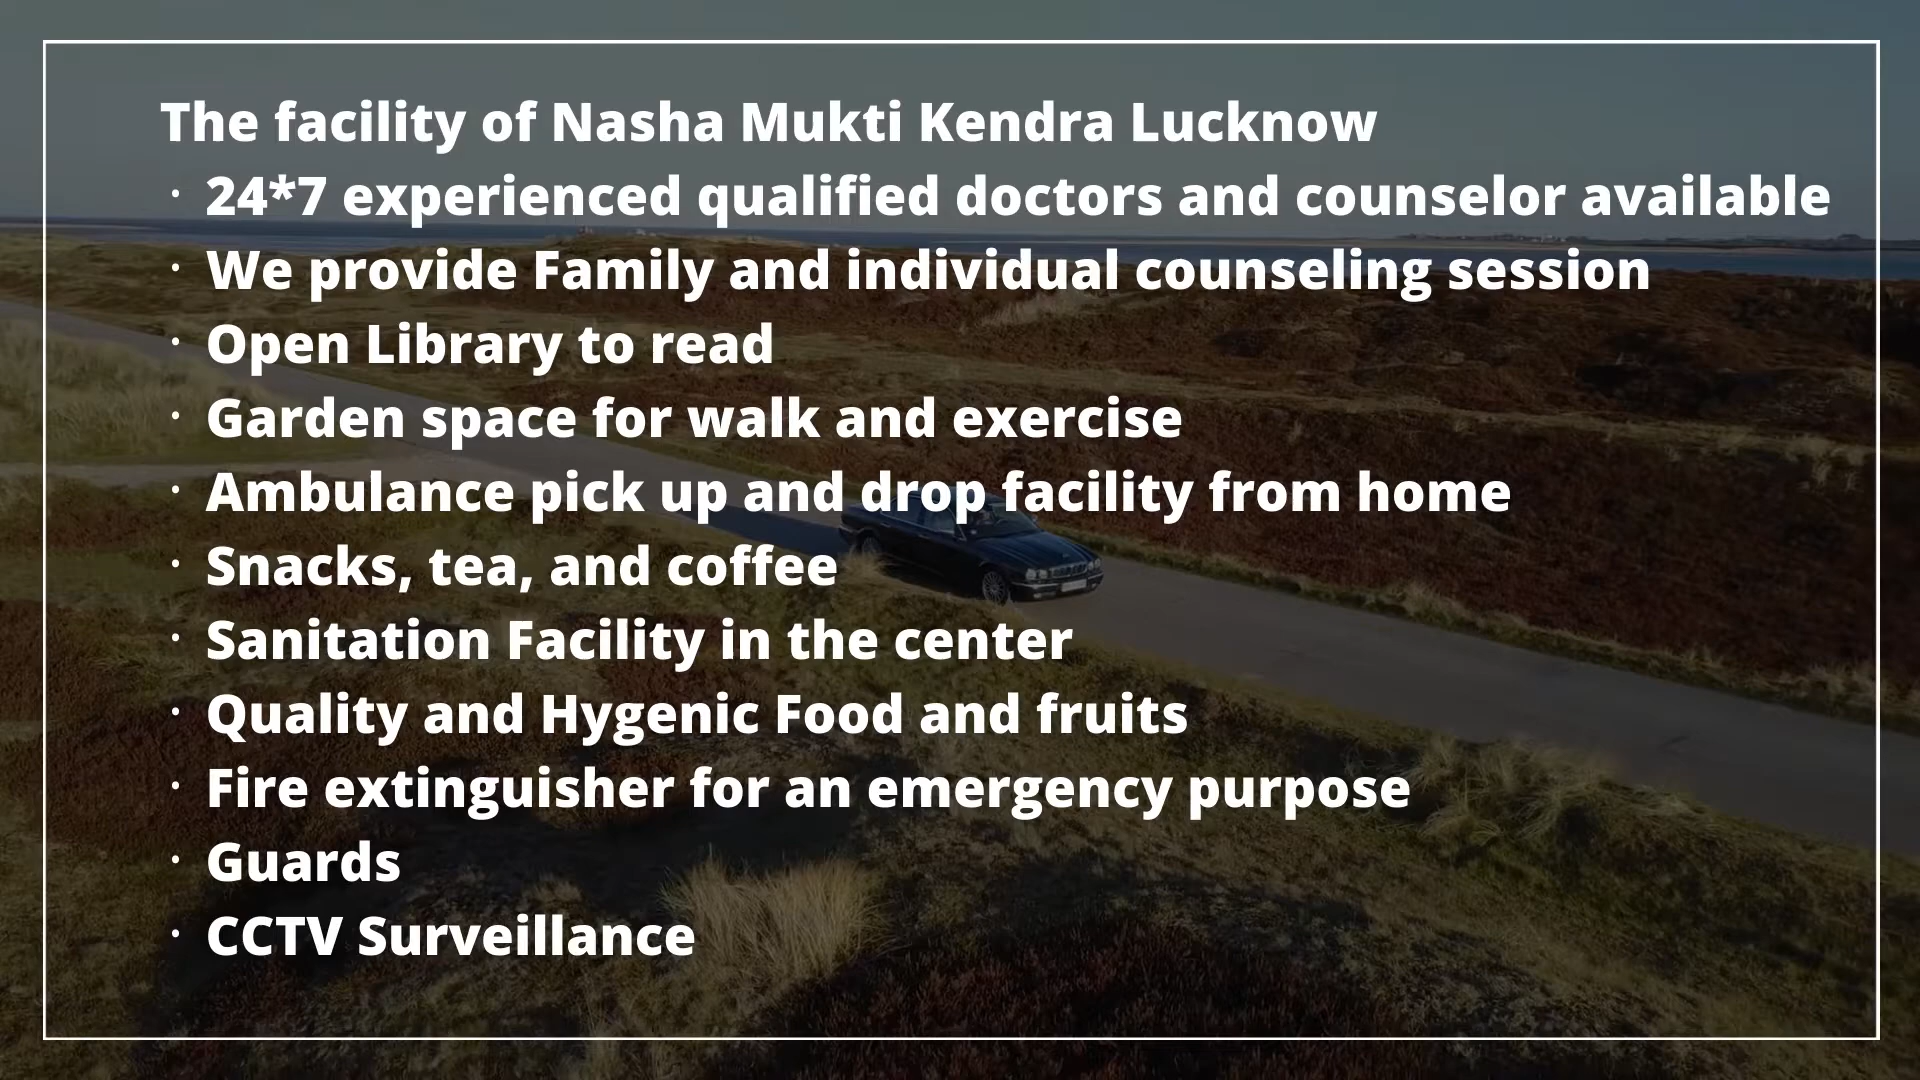 The facility of Nasha Mukti Kendra Lucknow
· 24*7 experienced qualified doctors and counselor available
· We provide Family and individual counseling session
· Open Library to read
· Garden space for walk and exercise
· Ambulance pick up and drop facility from home
· Snacks, tea, and coffee
· Sanitation Facility in the center
· Quality and Hygenic Food and fruits
· Fire extinguisher for an emergency purpose
· Guards
· CCTV Surveillance